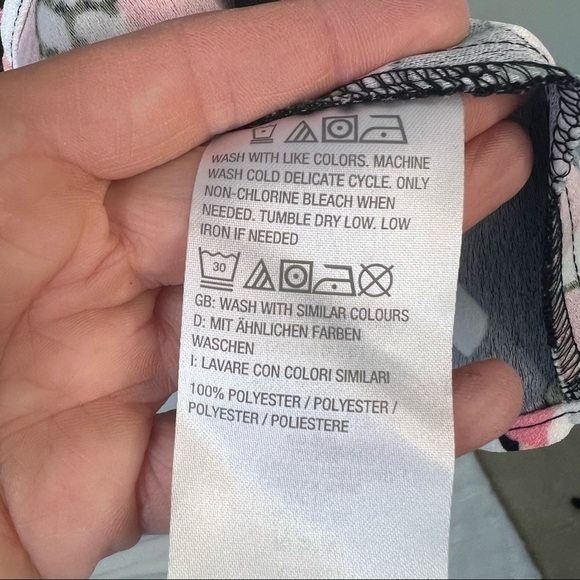 WASH WITH LIKE COLORS. MACHINE
WASH COLD DELICATE CYCLE. ONLY
NON-CHLORINE BLEACH WHEN
NEEDED. TUMBLE DRY LOW. LOW
IRON IF NEEDED
30
GB: WASH WITH SIMILAR COLOURS
D: MIT ÄHNLICHEN FARBEN
WASCHEN
I: LAVARE CON COLORI SIMILARI
100% POLYESTER / POLYESTER /
POLYESTER / POLIESTERE